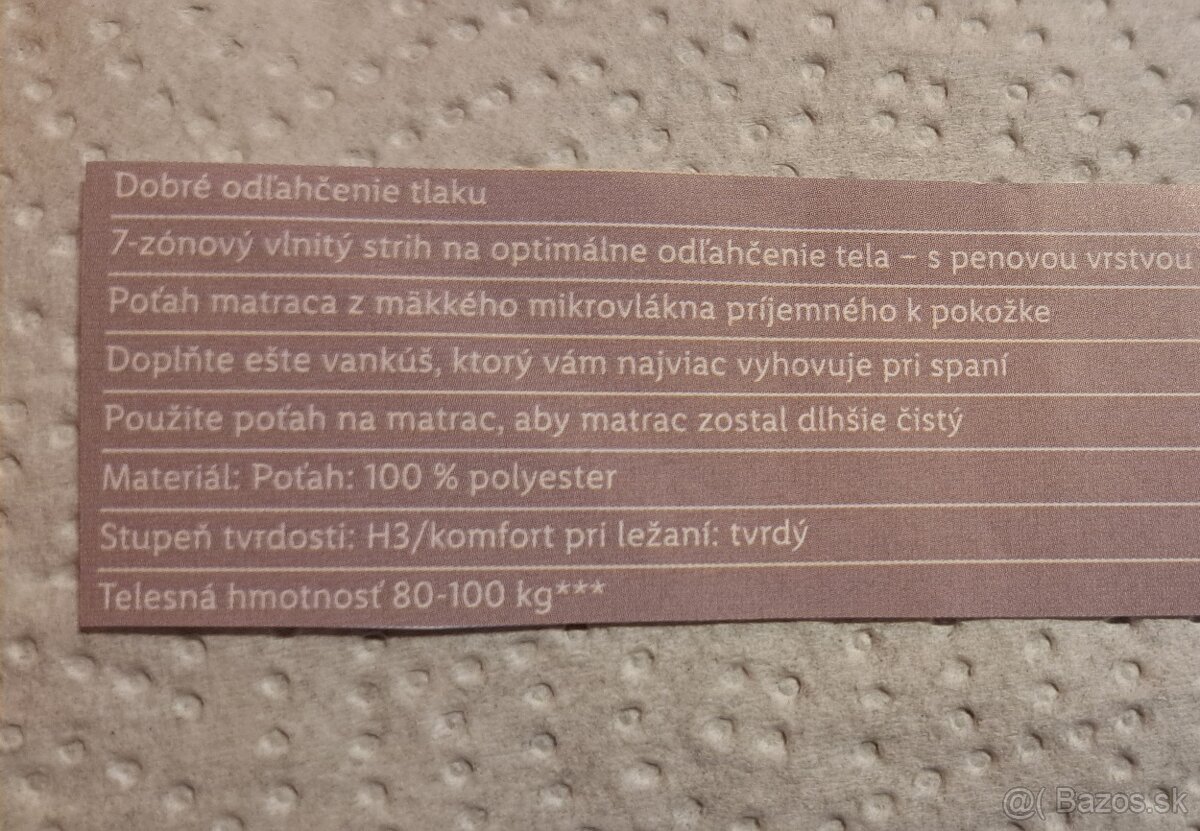 Dobré odľahčenie tlaku
7-zónový vlnitý strih na optimálne odľahčenie tela – s penovou vrstvou
Poťah matraca z mäkkého mikrovlákna príjemného k pokožke
Doplňte ešte vankúš, ktorý vám najviac vyhovuje pri spaní
Použite poťah na matrac, aby matrac zostal dlhšie čistý
Materiál: Poťah: 100 % polyester
Stupeň tvrdosti: H3/komfort pri ležaní: tvrdý
Telesná hmotnosť 80-100 kg***
@( Bazos.sk